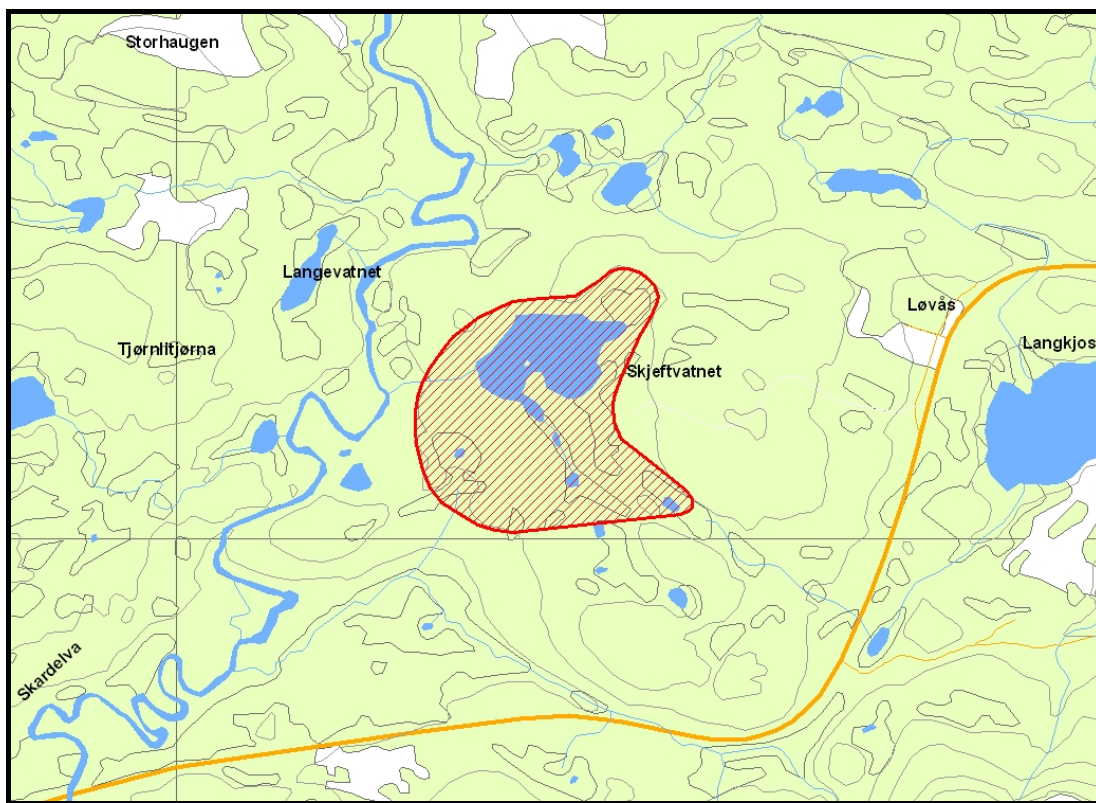 Storhaugen
Langevatnet
Løvås
Tjørnlitjørna
Langkjos
Skjeftvatnet
Skardelva